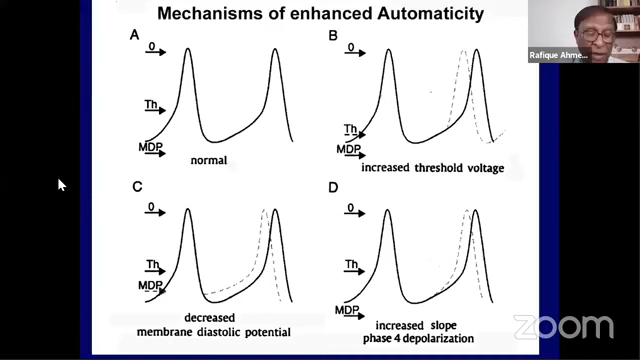 Mechanisms of enhanced Automaticity
Rafique Ahme...
A
0
Th
MDP
normal
B
0
Th
MDP
increased threshold voltage
C
0
Th
MDP
decreased
membrane diastolic potential
D
0
Th
MDP
increased slope
phase 4 depolarization
zoom